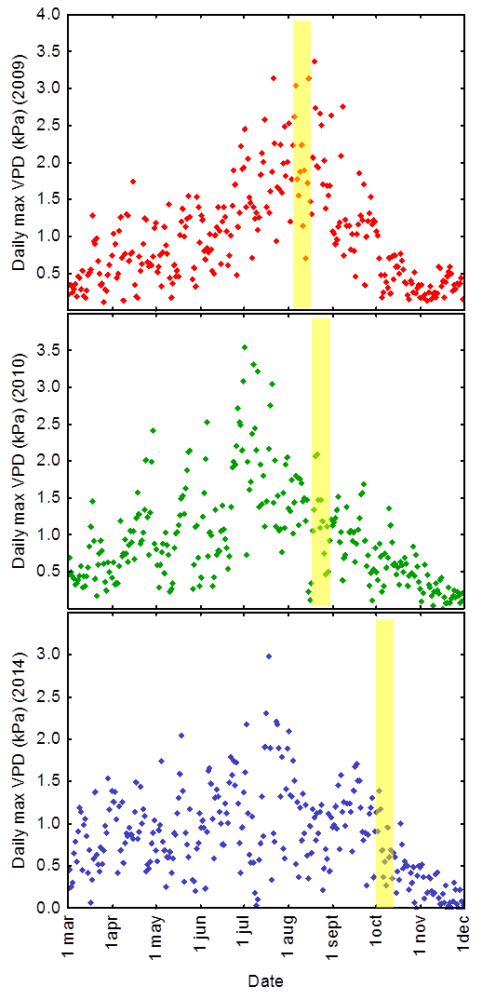 Daily max VPD (kPa) (2009)
4.0
3.5
3.0
2.5
2.0
1.5
1.0
0.5
Daily max VPD (kPa) (2010)
3.5
3.0
2.5
2.0
1.5
1.0
0.5
Daily max VPD (kPa) (2014)
3.0
2.5
2.0
1.5
1.0
0.5
0.0
1 mar
1apr
1 may
1 jun
1 jul
1 aug
1 sept
1 oct
1 nov
1dec
Date